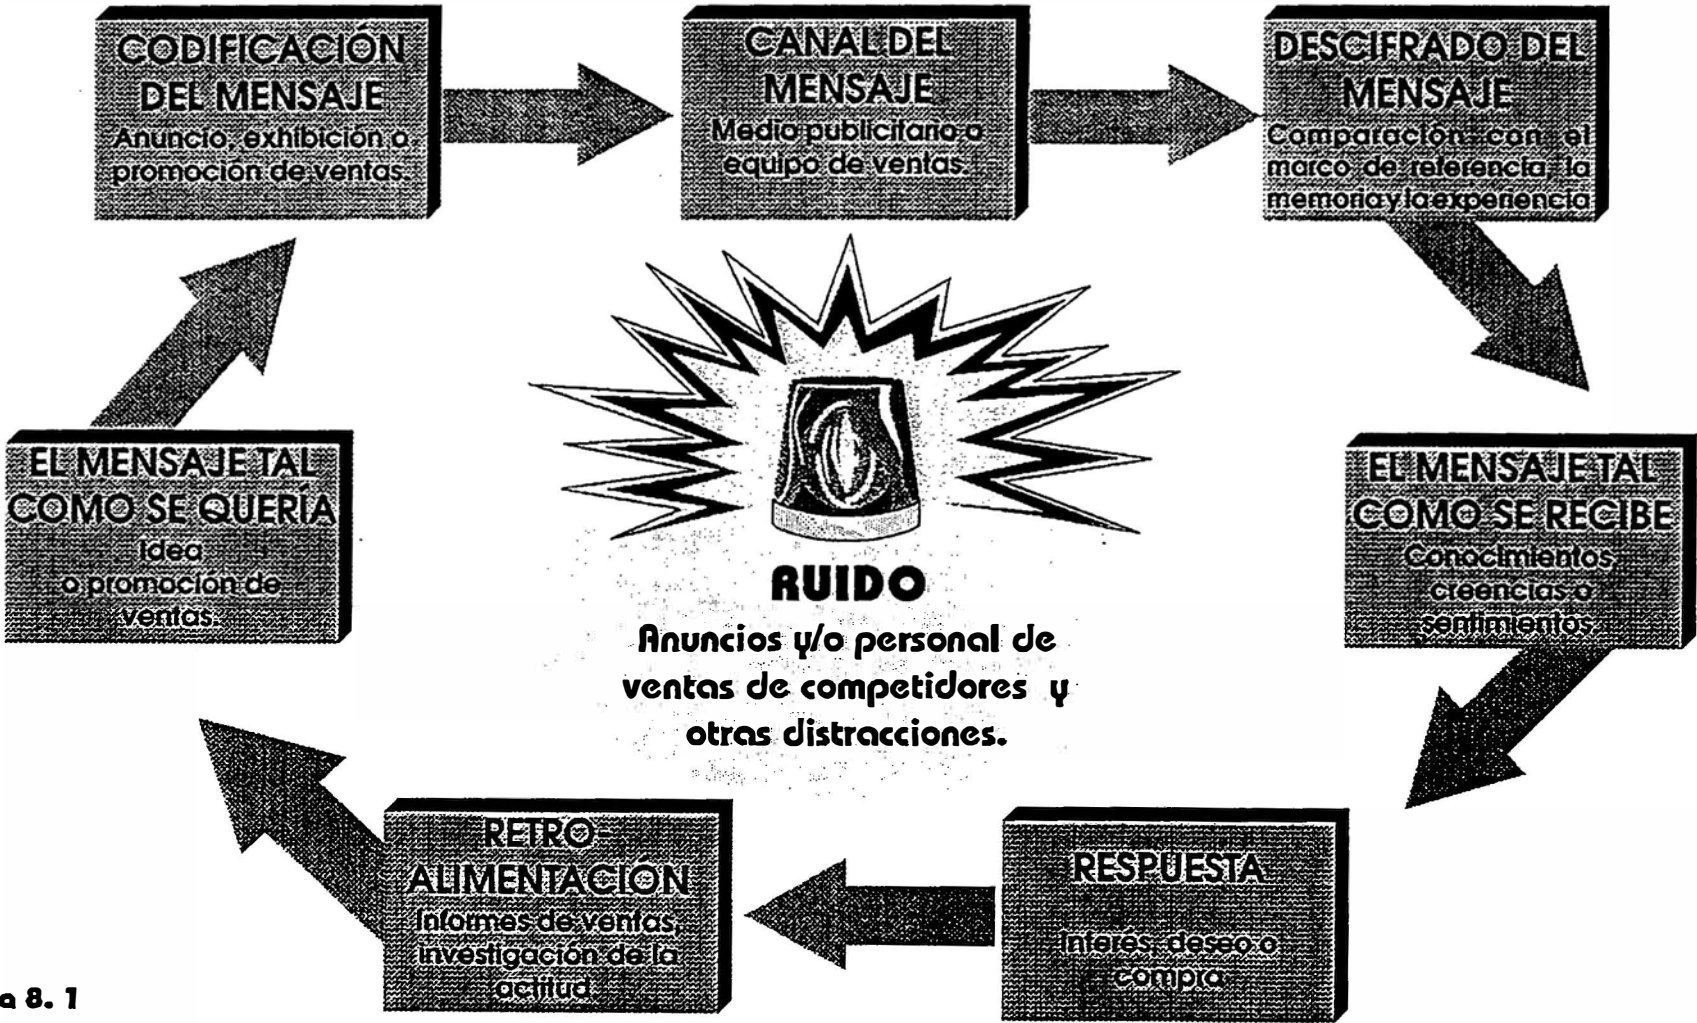 CODIFICACIÓN
DEL MENSAJE
Anuncio, exhibición o
promoción de ventas.
CANAL DEL
MENSAJE
Medio publicitario o
equipo de ventas.
DESCIFRADO DEL
MENSAJE
Comparación con el
marco de referencia, la
memoria y la experiencia
EL MENSAJE TAL
COMO SE RECIBE
Conocimientos,
creencias o
sentimientos
RESPUESTA
Interés, deseo o
compra
RETRO-
ALIMENTACIÓN
Informes de ventas,
investigación de la
actitud
EL MENSAJE TAL
COMO SE QUERÍA
Idea
o promoción de
ventas.
RUIDO
Anuncios y/o personal de
ventas de competidores y
otras distracciones.
a 8. 1